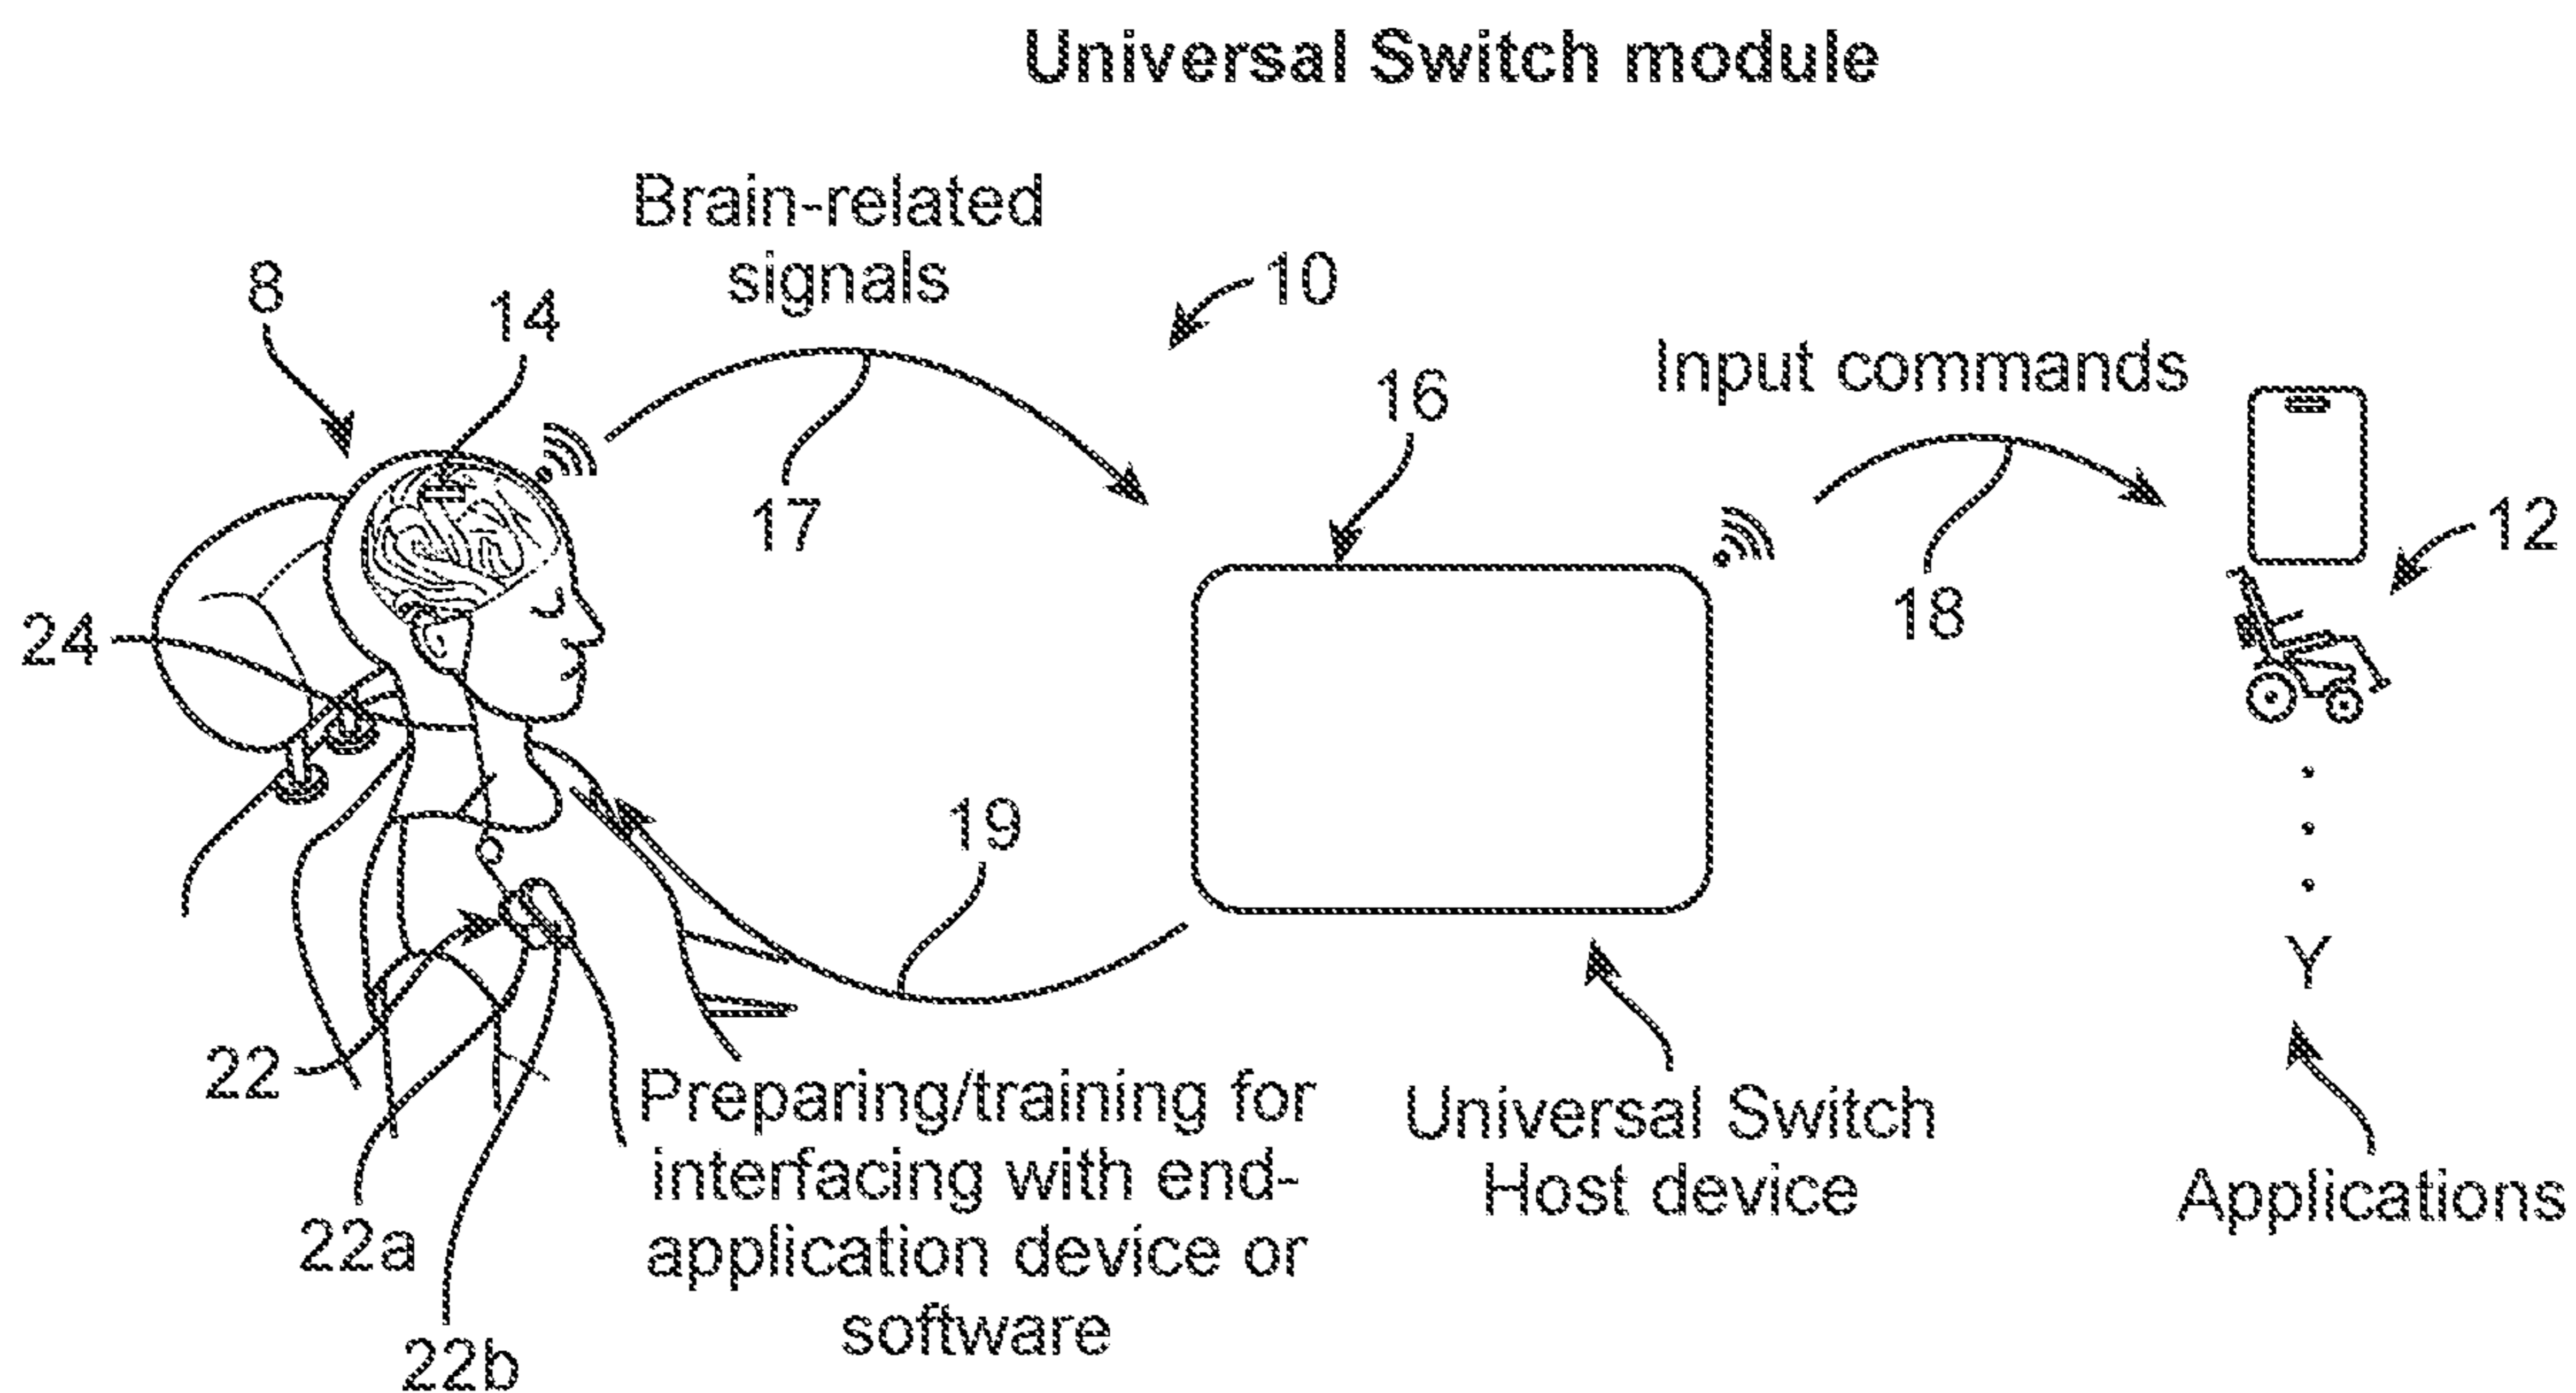 Universal Switch module
Brain-related
signals
8
14
10
Input commands
16
17
12
18
24
19
22
Y
Preparing/training for
interfacing with end-
application device or
software
Universal Switch
Host device
Applications
22a
22b